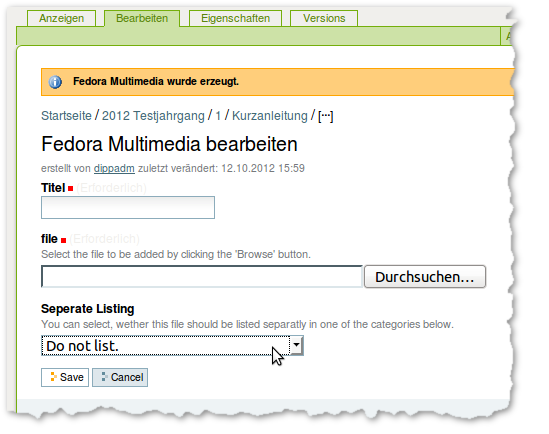 Anzeigen Bearbeiten Eigenschaften Versions
Fedora Multimedia wurde erzeugt.
Startseite / 2012 Testjahrgang / 1 / Kurzanleitung / [···]
Fedora Multimedia bearbeiten
erstellt von dippadm zuletzt verändert: 12.10.2012 15:59
Titel (Erforderlich)
file (Erforderlich)
Select the file to be added by clicking the 'Browse' button.
Durchsuchen...
Seperate Listing
You can select, wether this file should be listed separatly in one of the categories below.
Do not list.
Save Cancel